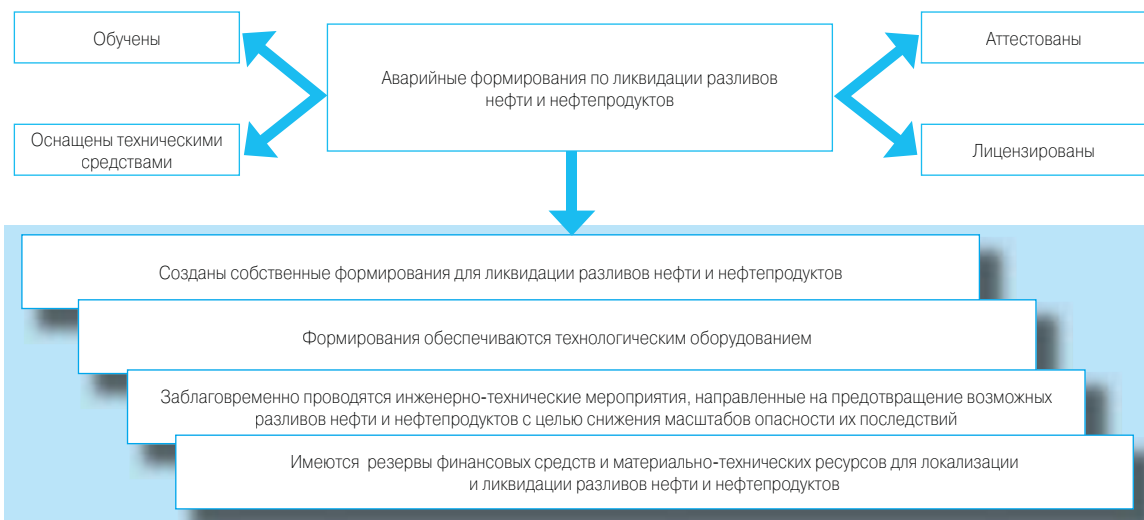 Обучены
Аварийные формирования по ликвидации разливов
нефти и нефтепродуктов
Аттестованы
Оснащены техническими
средствами
Лицензированы
Созданы собственные формирования для ликвидации разливов нефти и нефтепродуктов
Формирования обеспечиваются технологическим оборудованием
Заблаговременно проводятся инженерно-технические мероприятия, направленные на предотвращение возможных
разливов нефти и нефтепродуктов с целью снижения масштабов опасности их последствий
Имеются резервы финансовых средств и материально-технических ресурсов для локализации
и ликвидации разливов нефти и нефтепродуктов